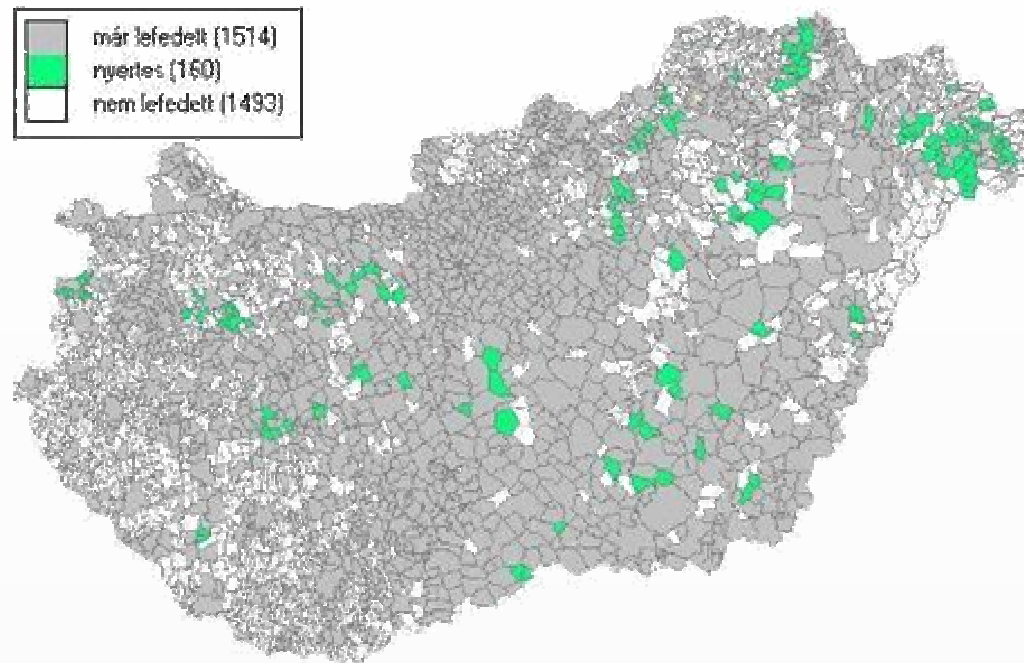 már lefedett (1514)
nyertes (160)
nem lefedett (1493)